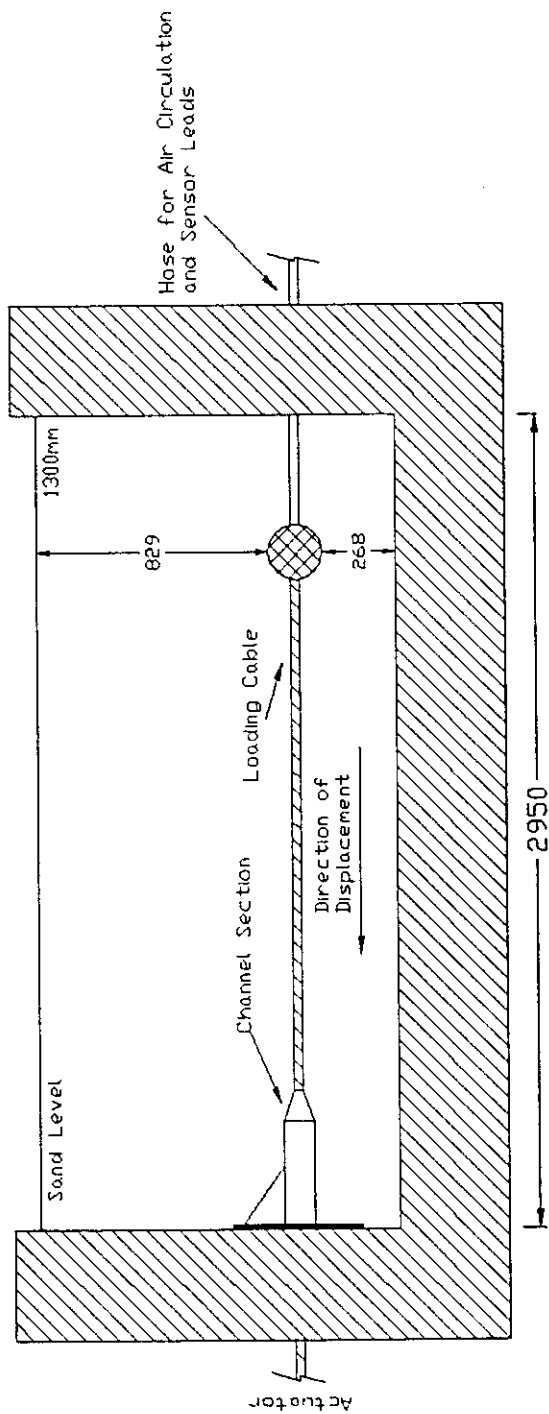 Hose for Air Circulation
and Sensor Leads
Sand Level
1300mm
829
Channel Section
Loading Cable
268
Direction of
Displacement
Actuator
2950